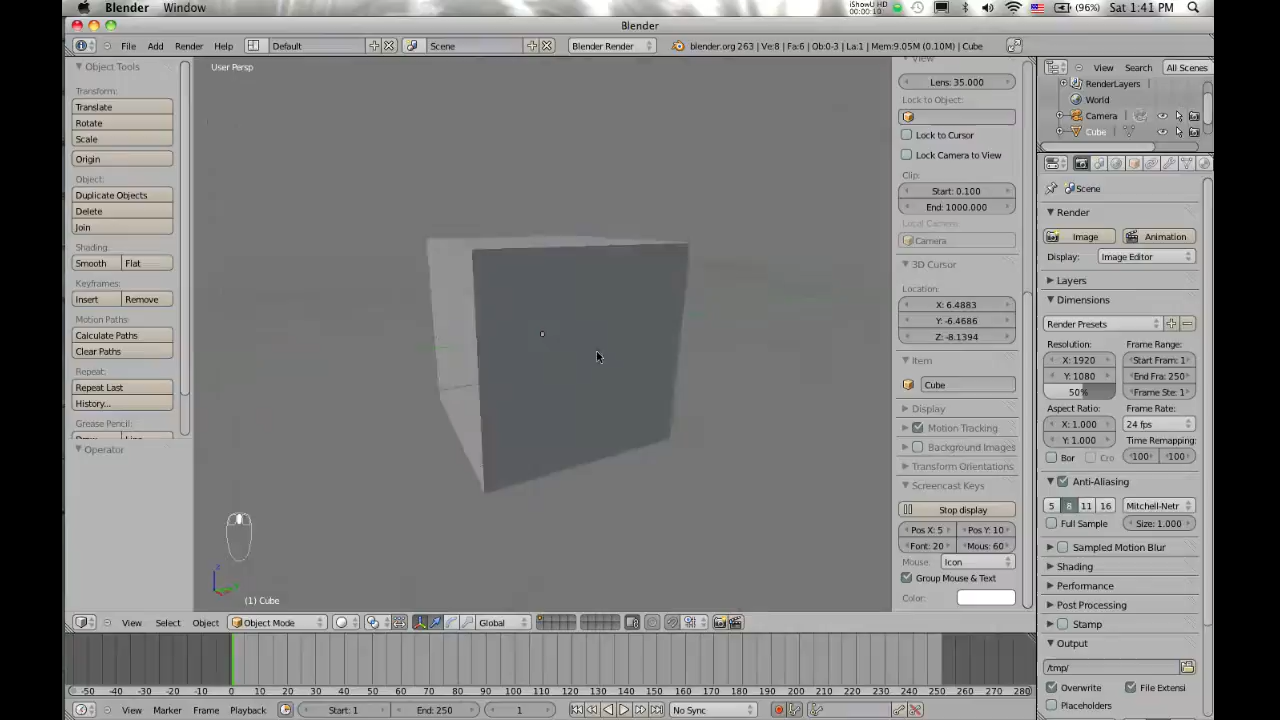 Blender Window
iShowU HD
Sat 1:41 PM
(96%)
Blender
File Add Render Help Default Scene Blender Render blender.org 263 | Ve:8 | Fa:6 | Ob:0-3 | La:1 | Mem:9.05M (0.10M) | Cube
Object Tools
Transform:
Translate
Rotate
Scale
Origin
Object:
Duplicate Objects
Delete
Join
Shading:
Smooth Flat
Keyframes:
Insert Remove
Motion Paths:
Calculate Paths
Clear Paths
Repeat:
Repeat Last
History...
Grease Pencil:
Operator
User Persp
(1) Cube
View
Lens: 35.000
Lock to Object:
Lock to Cursor
Lock Camera to View
Clip:
Start: 0.100
End: 1000.000
Local Camera:
Camera
3D Cursor
Location:
X: 6.4883
Y: -6.4686
Z: -8.1394
Item
Cube
Display
Motion Tracking
Background Images
Transform Orientations
Screencast Keys
Stop display
Pos X: 5 Pos Y: 10
Font: 20 Mous: 60
Mouse: Icon
Group Mouse & Text
Color:
View Search All Scenes
RenderLayers
World
Camera
Cube
Scene
Render
Image Animation
Display: Image Editor
Layers
Dimensions
Render Presets
Resolution: Frame Range:
X: 1920 Start Fram: 1
Y: 1080 End Fra: 250
50% Frame Ste: 1
Aspect Ratio: Frame Rate:
X: 1.000 24 fps
Y: 1.000 Time Remapping:
Bor Cro 100 100
Anti-Aliasing
5 8 11 16 Mitchell-Netr
Full Sample Size: 1.000
Sampled Motion Blur
Shading
Performance
Post Processing
Stamp
Output
/tmp/
Overwrite File Extensi
Placeholders
View Select Object Object Mode Global
-50 -40 -30 -20 -10 0 10 20 30 40 50 60 70 80 90 100 110 120 130 140 150 160 170 180 190 200 210 220 230 240 250 260 270 280
View Marker Frame Playback Start: 1 End: 250 1 No Sync